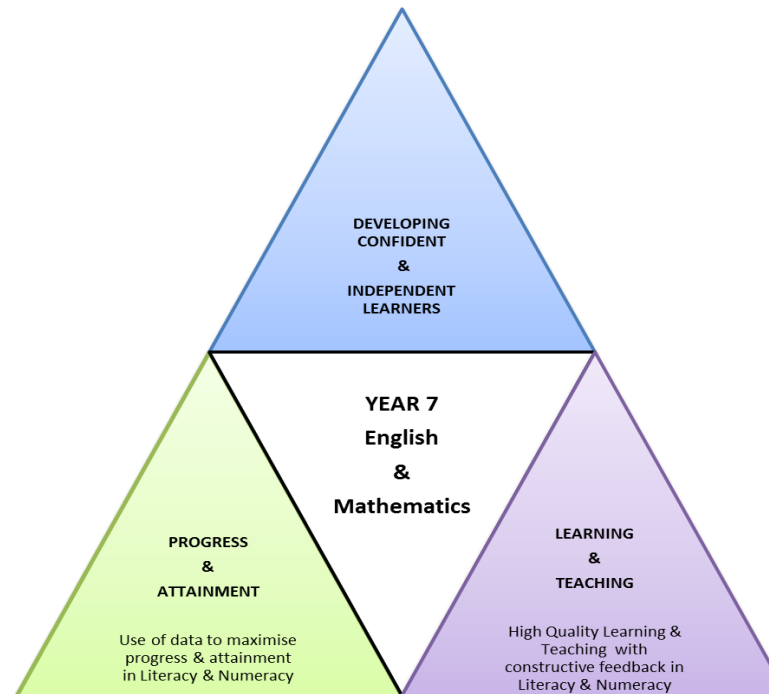 DEVELOPING
CONFIDENT
&
INDEPENDENT
LEARNERS
YEAR 7
English
&
Mathematics
PROGRESS
&
ATTAINMENT
Use of data to maximise
progress & attainment
in Literacy & Numeracy
LEARNING
&
TEACHING
High Quality Learning &
Teaching with
constructive feedback in
Literacy & Numeracy